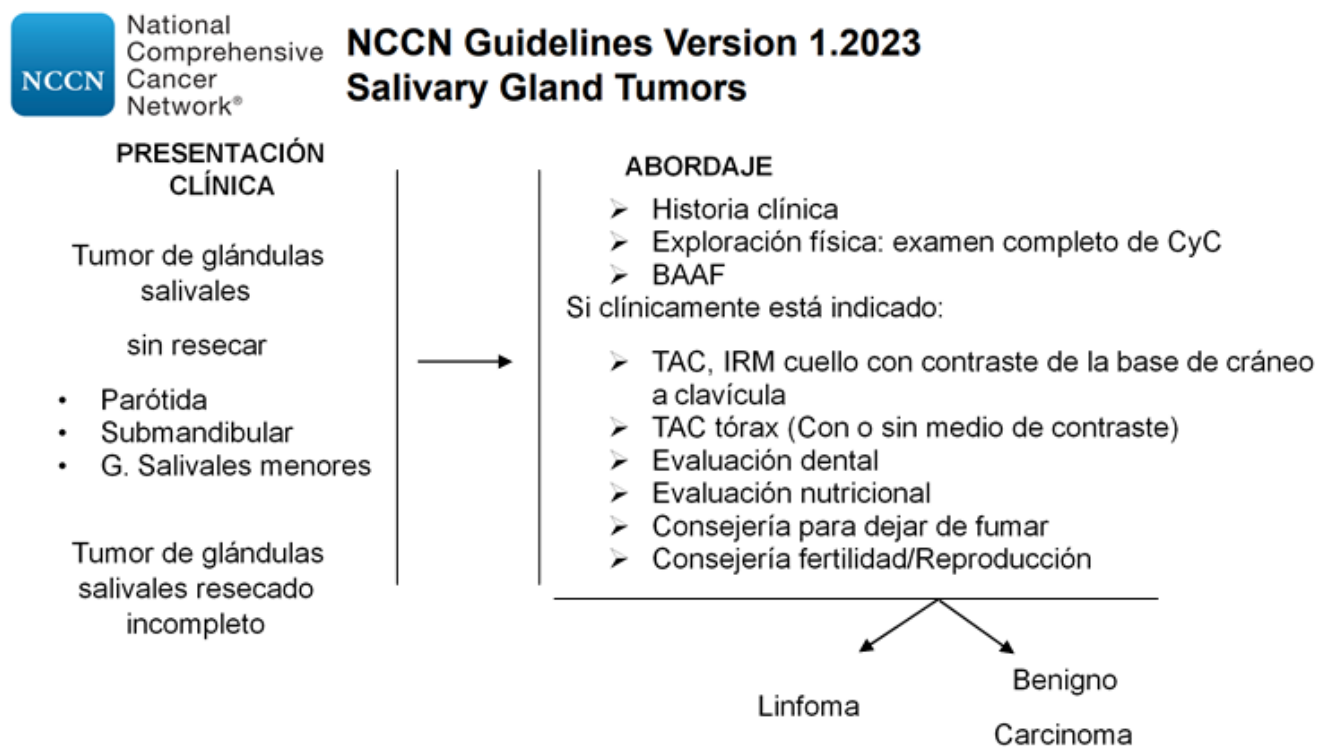 NCCN
National
Comprehensive
Cancer
Network®
NCCN Guidelines Version 1.2023
Salivary Gland Tumors
PRESENTACIÓN
CLÍNICA
Tumor de glándulas
salivales
sin resecar
• Parótida
• Submandibular
• G. Salivales menores
Tumor de glándulas
salivales resecado
incompleto
ABORDAJE
➢ Historia clínica
➢ Exploración física: examen completo de CyC
➢ BAAF
Si clínicamente está indicado:
➢ TAC, IRM cuello con contraste de la base de cráneo
a clavícula
➢ TAC tórax (Con o sin medio de contraste)
➢ Evaluación dental
➢ Evaluación nutricional
➢ Consejería para dejar de fumar
➢ Consejería fertilidad/Reproducción
Linfoma
Benigno
Carcinoma